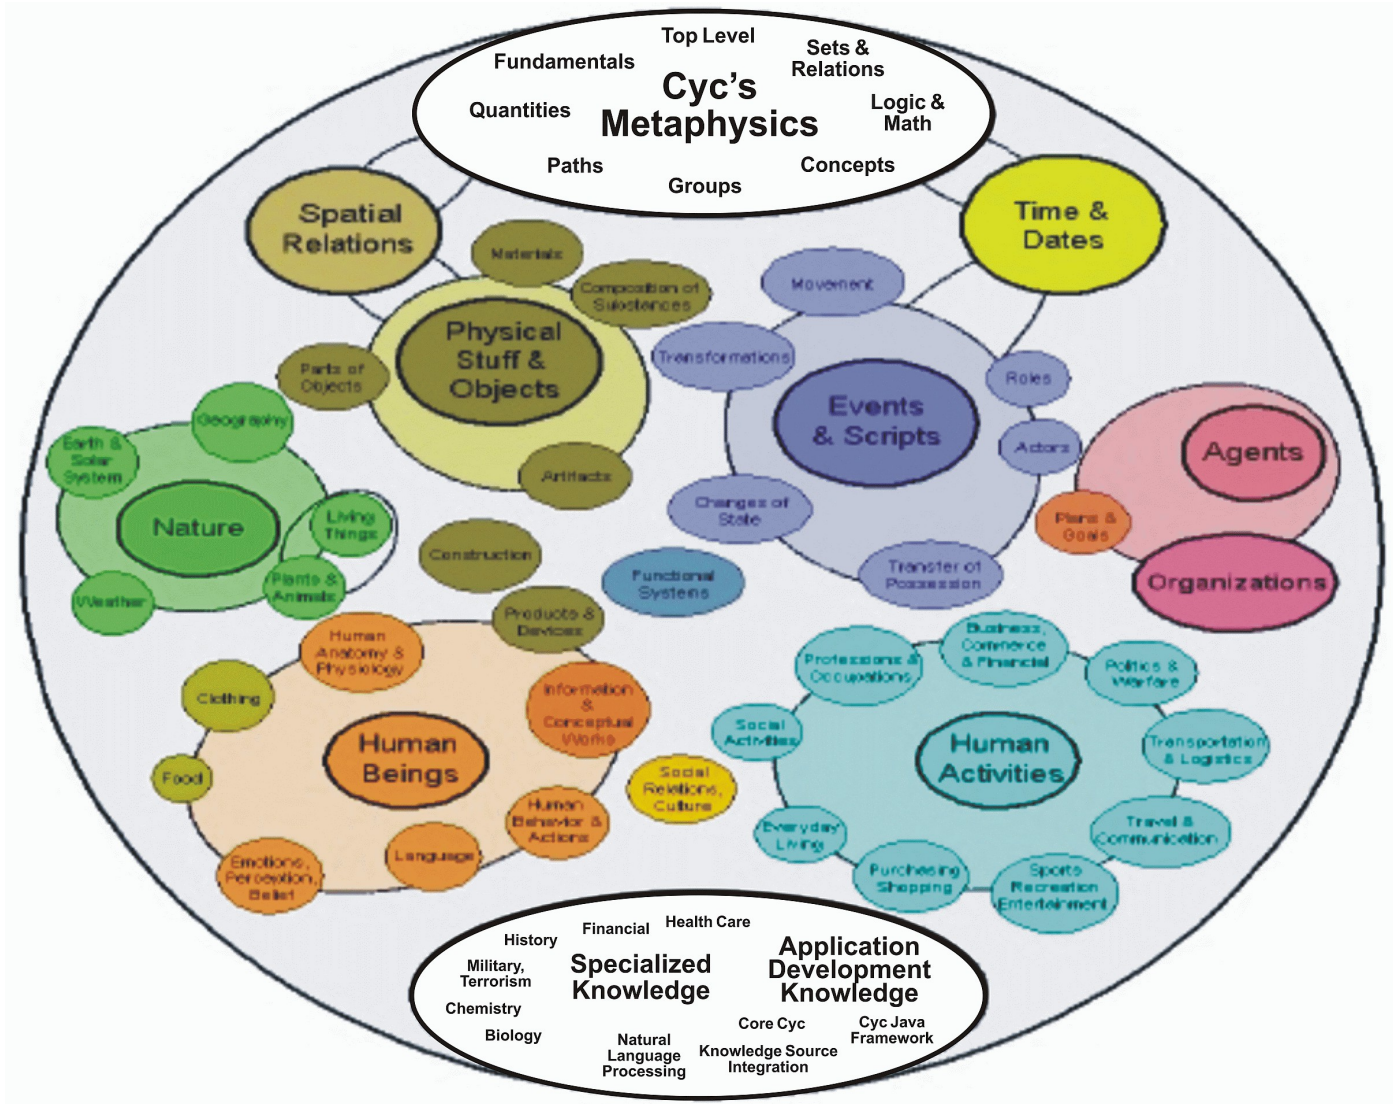 Top Level
Fundamentals
Sets &
Relations
Cyc's
Metaphysics
Quantities
Logic &
Math
Paths
Concepts
Groups
Spatial
Relations
Time &
Dates
Materials
Composition of
Substances
Physical
Stuff &
Objects
Parts of
Objects
Artifacts
Movement
Transformations
Roles
Events
& Scripts
Actors
Changes of
State
Transfer of
Possession
Agents
Plans &
Goals
Organizations
Geography
Earth &
Solar
System
Nature
Living
Things
Plants &
Animals
Weather
Construction
Functional
Systems
Products &
Devices
Human
Anatomy &
Physiology
Clothing
Information
&
Conceptual
Works
Human
Beings
Food
Social
Relations,
Culture
Human
Behavior &
Actions
Language
Emotions,
Perception,
Belief
Business,
Commerce
& Financial
Professions &
Occupations
Politics &
Warfare
Social
Activities
Human
Activities
Transportation
& Logistics
Everyday
Living
Travel &
Communication
Purchasing
Shopping
Sports
Recreation
Entertainment
Health Care
Financial
History
Military,
Terrorism
Specialized
Knowledge
Application
Development
Knowledge
Chemistry
Biology
Natural
Language
Processing
Core Cyc
Knowledge Source
Integration
Cyc Java
Framework